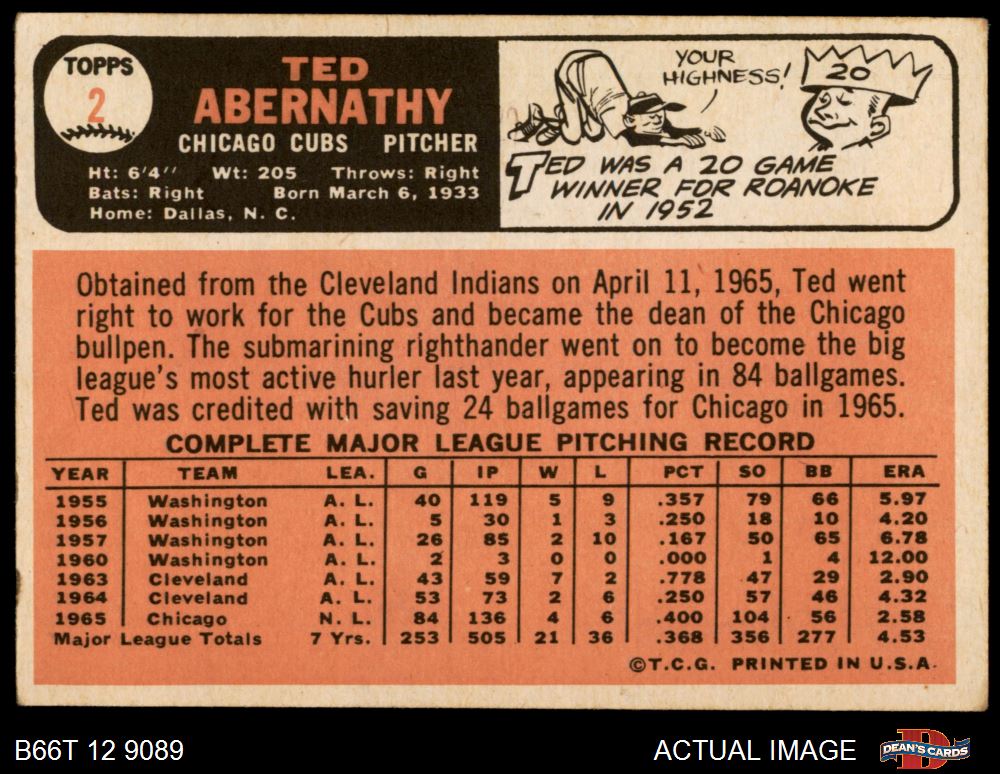 TOPPS
2
TED
ABERNATHY
CHICAGO CUBS PITCHER
Ht: 6'4" Wt: 205 Throws: Right
Bats: Right Born March 6, 1933
Home: Dallas, N. C.
YOUR
HIGHNESS!
20
TED WAS A 20 GAME
WINNER FOR ROANOKE
IN 1952
Obtained from the Cleveland Indians on April 11, 1965, Ted went
right to work for the Cubs and became the dean of the Chicago
bullpen. The submarining righthander went on to become the big
league's most active hurler last year, appearing in 84 ballgames.
Ted was credited with saving 24 ballgames for Chicago in 1965.
COMPLETE MAJOR LEAGUE PITCHING RECORD
YEAR TEAM LEA. G IP W L PCT SO BB ERA
1955 Washington A. L. 40 119 5 9 .357 79 66 5.97
1956 Washington A. L. 5 30 1 3 .250 18 10 4.20
1957 Washington A. L. 26 85 2 10 .167 50 65 6.78
1960 Washington A. L. 2 3 0 0 .000 1 4 12.00
1963 Cleveland A. L. 43 59 7 2 .778 47 29 2.90
1964 Cleveland A. L. 53 73 2 6 .250 57 46 4.32
1965 Chicago N. L. 84 136 4 6 .400 104 56 2.58
Major League Totals 7 Yrs. 253 505 21 36 .368 356 277 4.53
©T.C.G. PRINTED IN U.S.A.
B66T 12 9089
ACTUAL IMAGE
DEAN'S CARDS